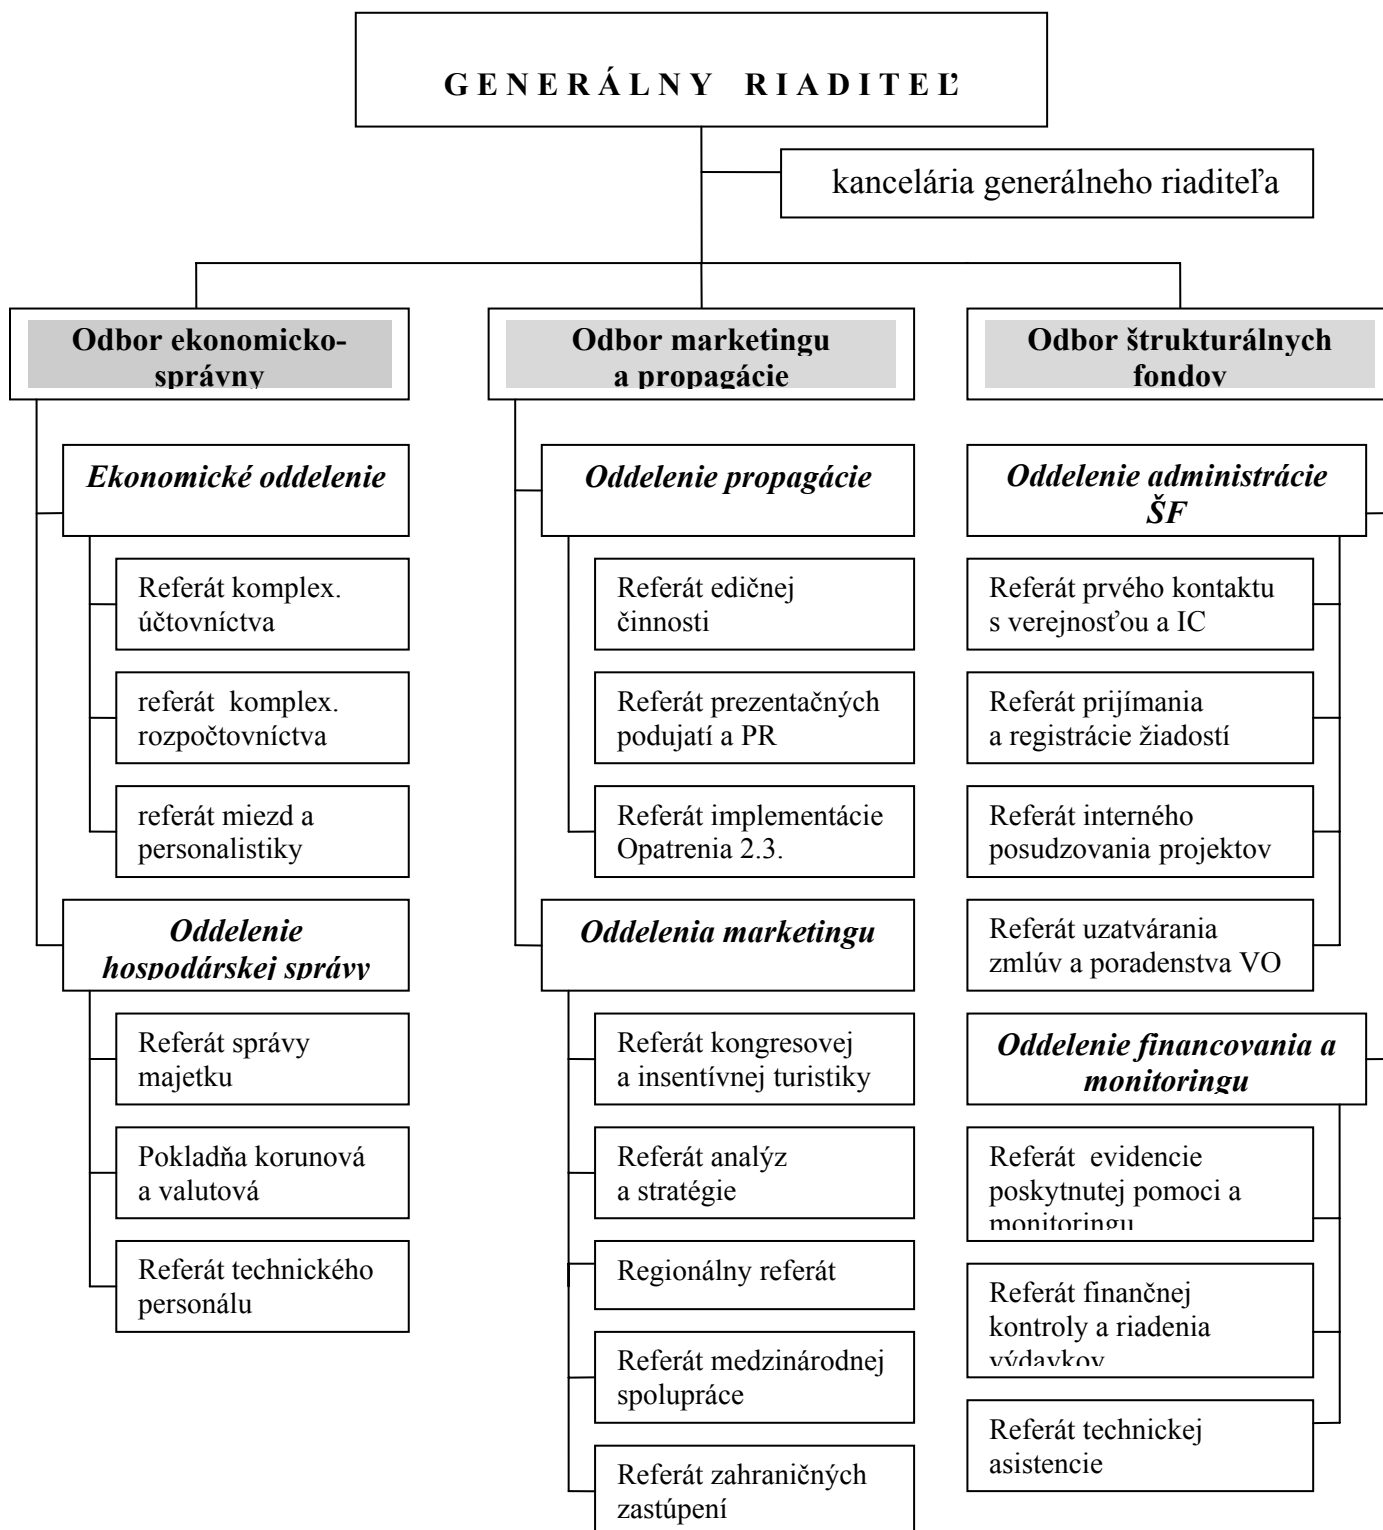 GENERÁLNY RIADITEĽ
kancelária generálneho riaditeľa
Odbor ekonomicko-
správny
Ekonomické oddelenie
Referát komplex.
účtovníctva
referát komplex.
rozpočtovníctva
referát miezd a
personalistiky
Oddelenie
hospodárskej správy
Referát správy
majetku
Pokladňa korunová
a valutová
Referát technického
personálu
Odbor marketingu
a propagácie
Oddelenie propagácie
Referát edičnej
činnosti
Referát prezentačných
podujatí a PR
Referát implementácie
Opatrenia 2.3.
Oddelenia marketingu
Referát kongresovej
a insentívnej turistiky
Referát analýz
a stratégie
Regionálny referát
Referát medzinárodnej
spolupráce
Referát zahraničných
zastúpení
Odbor štrukturálnych
fondov
Oddelenie administrácie
ŠF
Referát prvého kontaktu
s verejnosťou a IC
Referát prijímania
a registrácie žiadostí
Referát interného
posudzovania projektov
Referát uzatvárania
zmlúv a poradenstva VO
Oddelenie financovania a
monitoringu
Referát evidencie
poskytnutej pomoci a
monitoringu
Referát finančnej
kontroly a riadenia
výdavkov
Referát technickej
asistencie